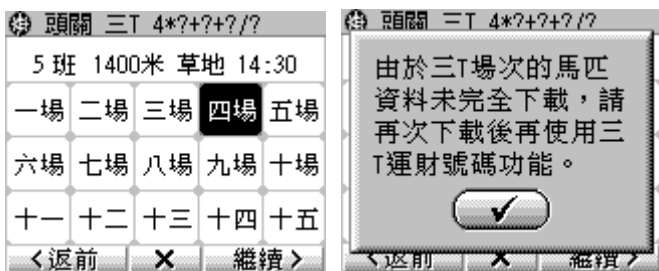 頭關 三T 4*?+?+?/?
5班 1400米 草地 14:30
一場 二場 三場 四場 五場
六場 七場 八場 九場 十場
十一 十二 十三 十四 十五
返前 繼續
頭關 三T 4*?+?+?/?
由於三T場次的馬匹
資料未完全下載，請
再次下載後再使用三
T運財號碼功能。
返前 繼續